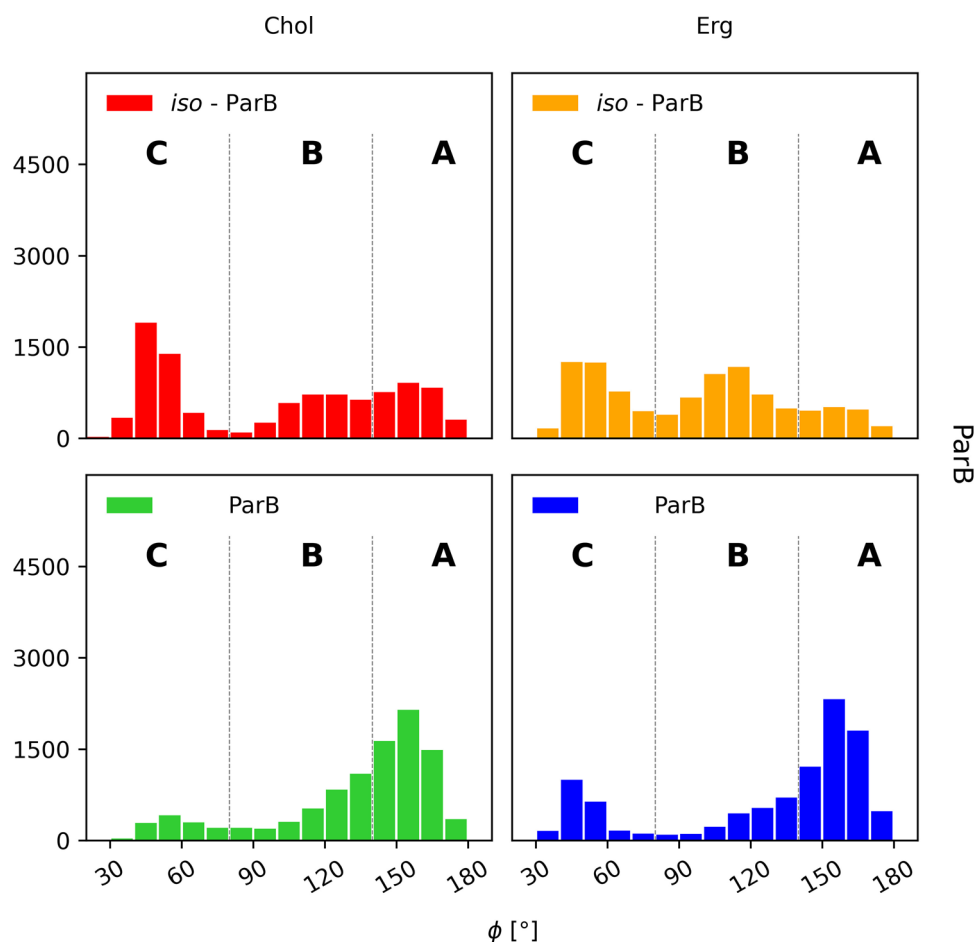 Chol Erg
iso - ParB iso - ParB
C B A C B A
4500
3000
1500
0
ParB
ParB ParB
C B A C B A
4500
3000
1500
0
30 60 90 120 150 180 30 60 90 120 150 180
ϕ [°]